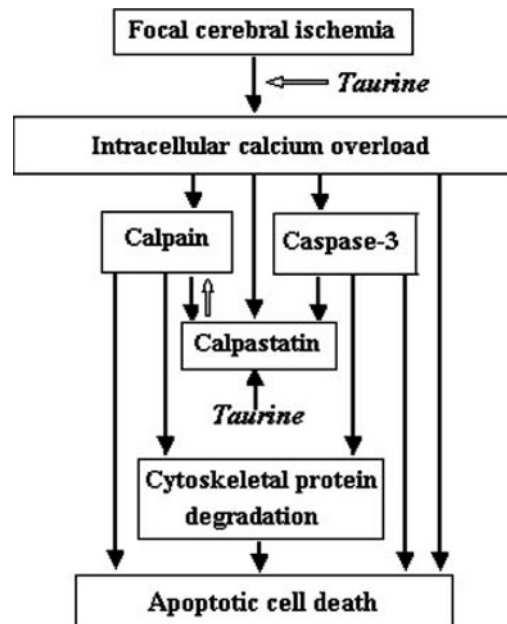 Focal cerebral ischemia
Taurine
Intracellular calcium overload
Calpain
Caspase-3
Calpastatin
Taurine
Cytoskeletal protein
degradation
Apoptotic cell death